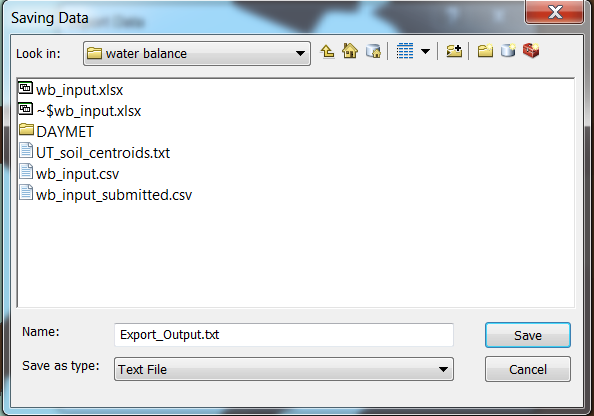 Saving Data
Look in: water balance
wb_input.xlsx
~$wb_input.xlsx
DAYMET
UT_soil_centroids.txt
wb_input.csv
wb_input_submitted.csv
Name: Export_Output.txt Save
Save as type: Text File Cancel